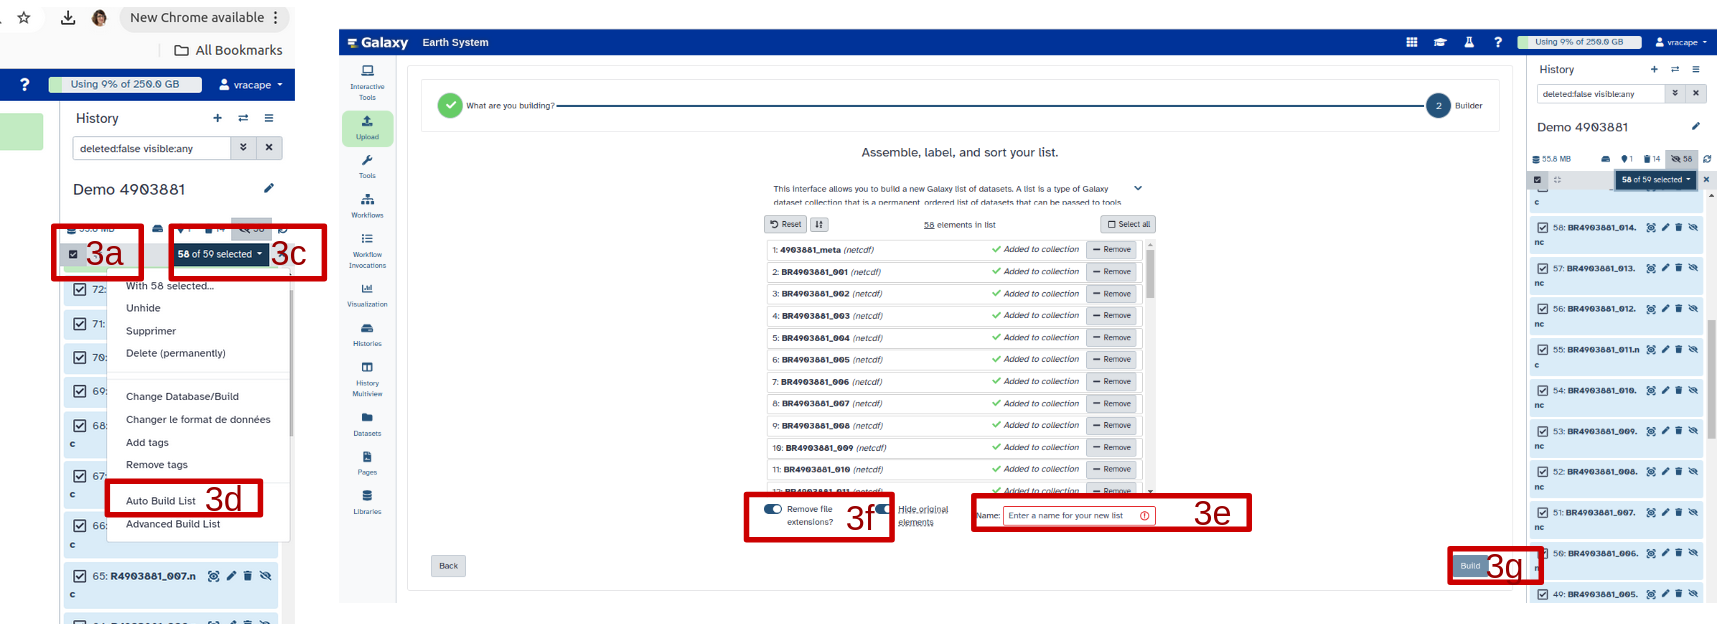 New Chrome available
All Bookmarks
? Using 9% of 250.0 GB vracape
History
deleted:false visible:any
Demo 4903881
3a
58 of 59 selected 3c
72:
With 58 selected...
Unhide
71:
Supprimer
70:
Delete (permanently)
69:
Change Database/Build
Changer le format de données
68:
c
Add tags
Remove tags
67:
c
Auto Build List 3d
66:
Advanced Build List
c
65: R4903881_007.n
c
Galaxy Earth System
? Using 9% of 250.0 GB vracape
Interactive
Tools
Upload
Tools
Workflows
Workflow
Invocations
Visualization
Histories
History
Multiview
Datasets
Pages
Libraries
What are you building? 2 Builder
Assemble, label, and sort your list.
This interface allows you to build a new Galaxy list of datasets. A list is a type of Galaxy
dataset collection that is a permanent, ordered list of datasets that can be passed to tools
Reset 58 elements in list Select all
1: 4903881_meta (netcdf) Added to collection Remove
2: BR4903881_001 (netcdf) Added to collection Remove
3: BR4903881_002 (netcdf) Added to collection Remove
4: BR4903881_003 (netcdf) Added to collection Remove
5: BR4903881_004 (netcdf) Added to collection Remove
6: BR4903881_005 (netcdf) Added to collection Remove
7: BR4903881_006 (netcdf) Added to collection Remove
8: BR4903881_007 (netcdf) Added to collection Remove
9: BR4903881_008 (netcdf) Added to collection Remove
10: BR4903881_009 (netcdf) Added to collection Remove
11: BR4903881_010 (netcdf) Added to collection Remove
12: BR4903881_011 (netcdf) Added to collection Remove
Remove file
extensions?
3f
Hide original
elements
Name: Enter a name for your new list 3e
Back
Build 3g
History
deleted:false visible:any
Demo 4903881
55.8 MB 1 14 58
58 of 59 selected
c
58: BR4903881_014.
nc
57: BR4903881_013.
nc
56: BR4903881_012.
nc
55: BR4903881_011.n
c
54: BR4903881_010.
nc
53: BR4903881_009.
nc
52: BR4903881_008.
nc
51: BR4903881_007.
nc
50: BR4903881_006.
49: BR4903881_005.